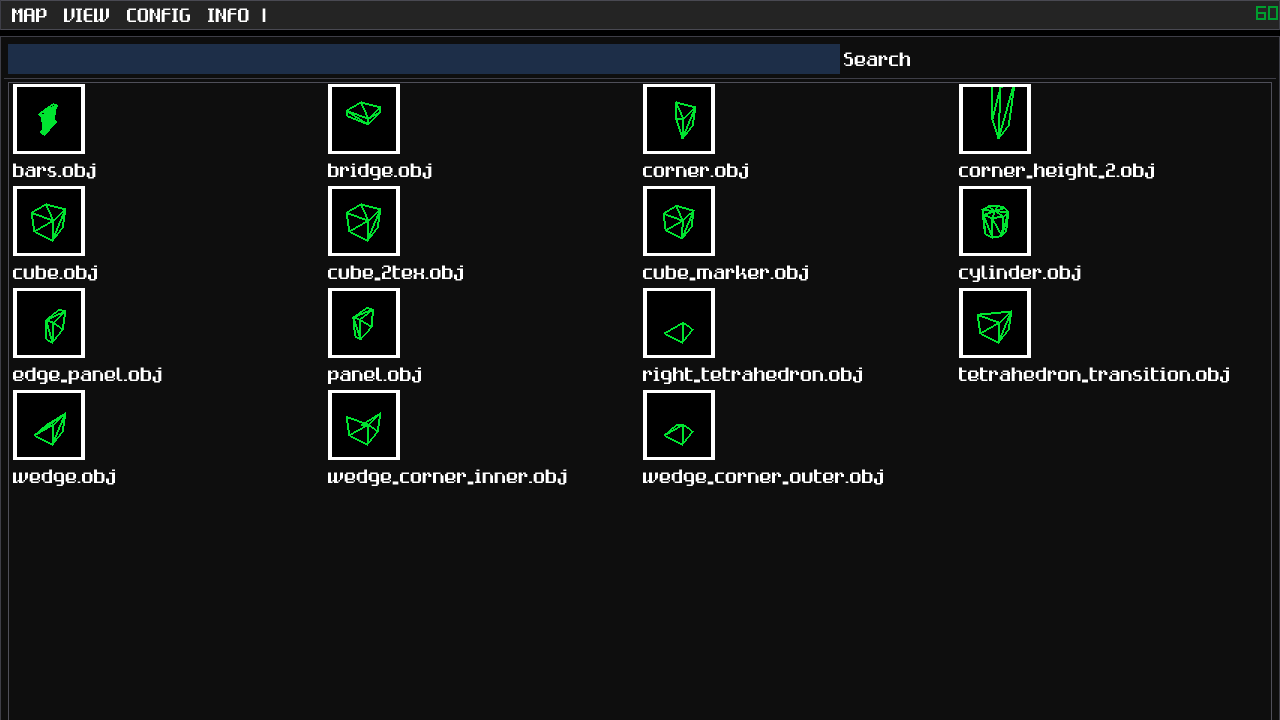 MAP VIEW CONFIG INFO | 60
Search
bars.obj bridge.obj corner.obj corner_height_2.obj
cube.obj cube_2tex.obj cube_marker.obj cylinder.obj
edge_panel.obj panel.obj right_tetrahedron.obj tetrahedron_transition.obj
wedge.obj wedge_corner_inner.obj wedge_corner_outer.obj